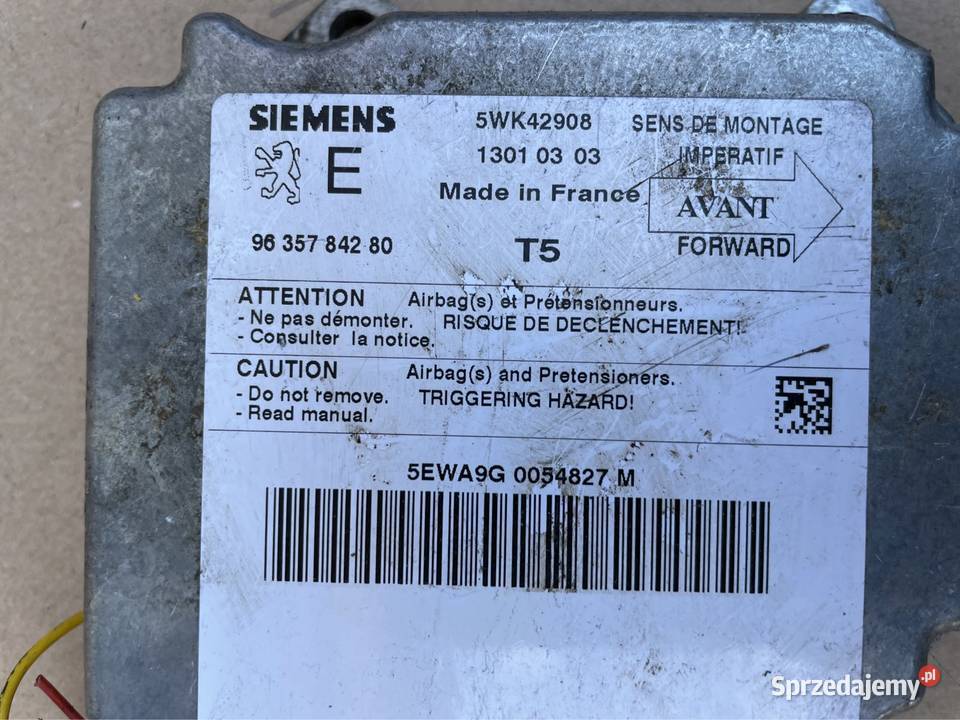 SIEMENS 5WK42908 SENS DE MONTAGE
E 1301 03 03 IMPERATIF
Made in France AVANT
96 357 842 80 T5 FORWARD
ATTENTION Airbag(s) et Prétensionneurs.
- Ne pas démonter. RISQUE DE DECLENCHEMENT!
- Consulter la notice.
CAUTION Airbag(s) and Pretensioners.
- Do not remove. TRIGGERING HAZARD!
- Read manual.
5EWA9G 0054827 M
Sprzedajemy.pl